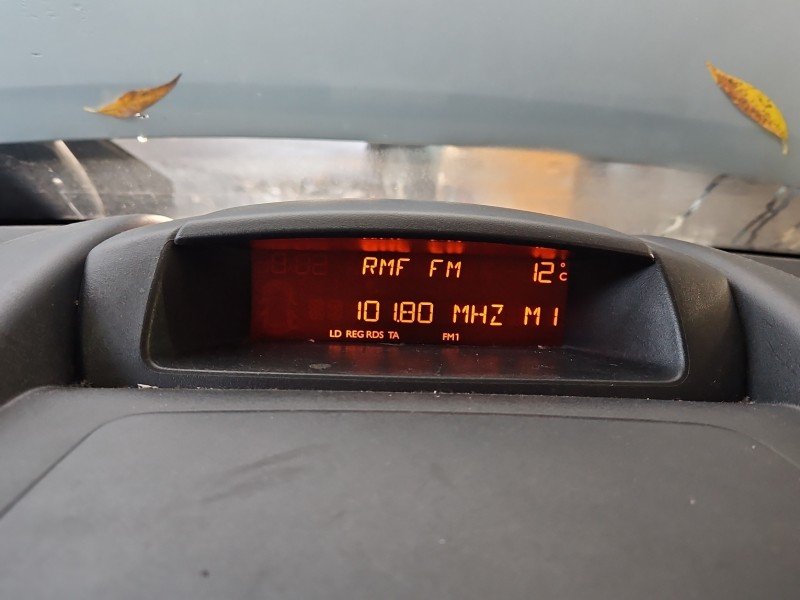 RMF FM 12°C
101.80 MHZ M1
LD REG RDS TA FM1